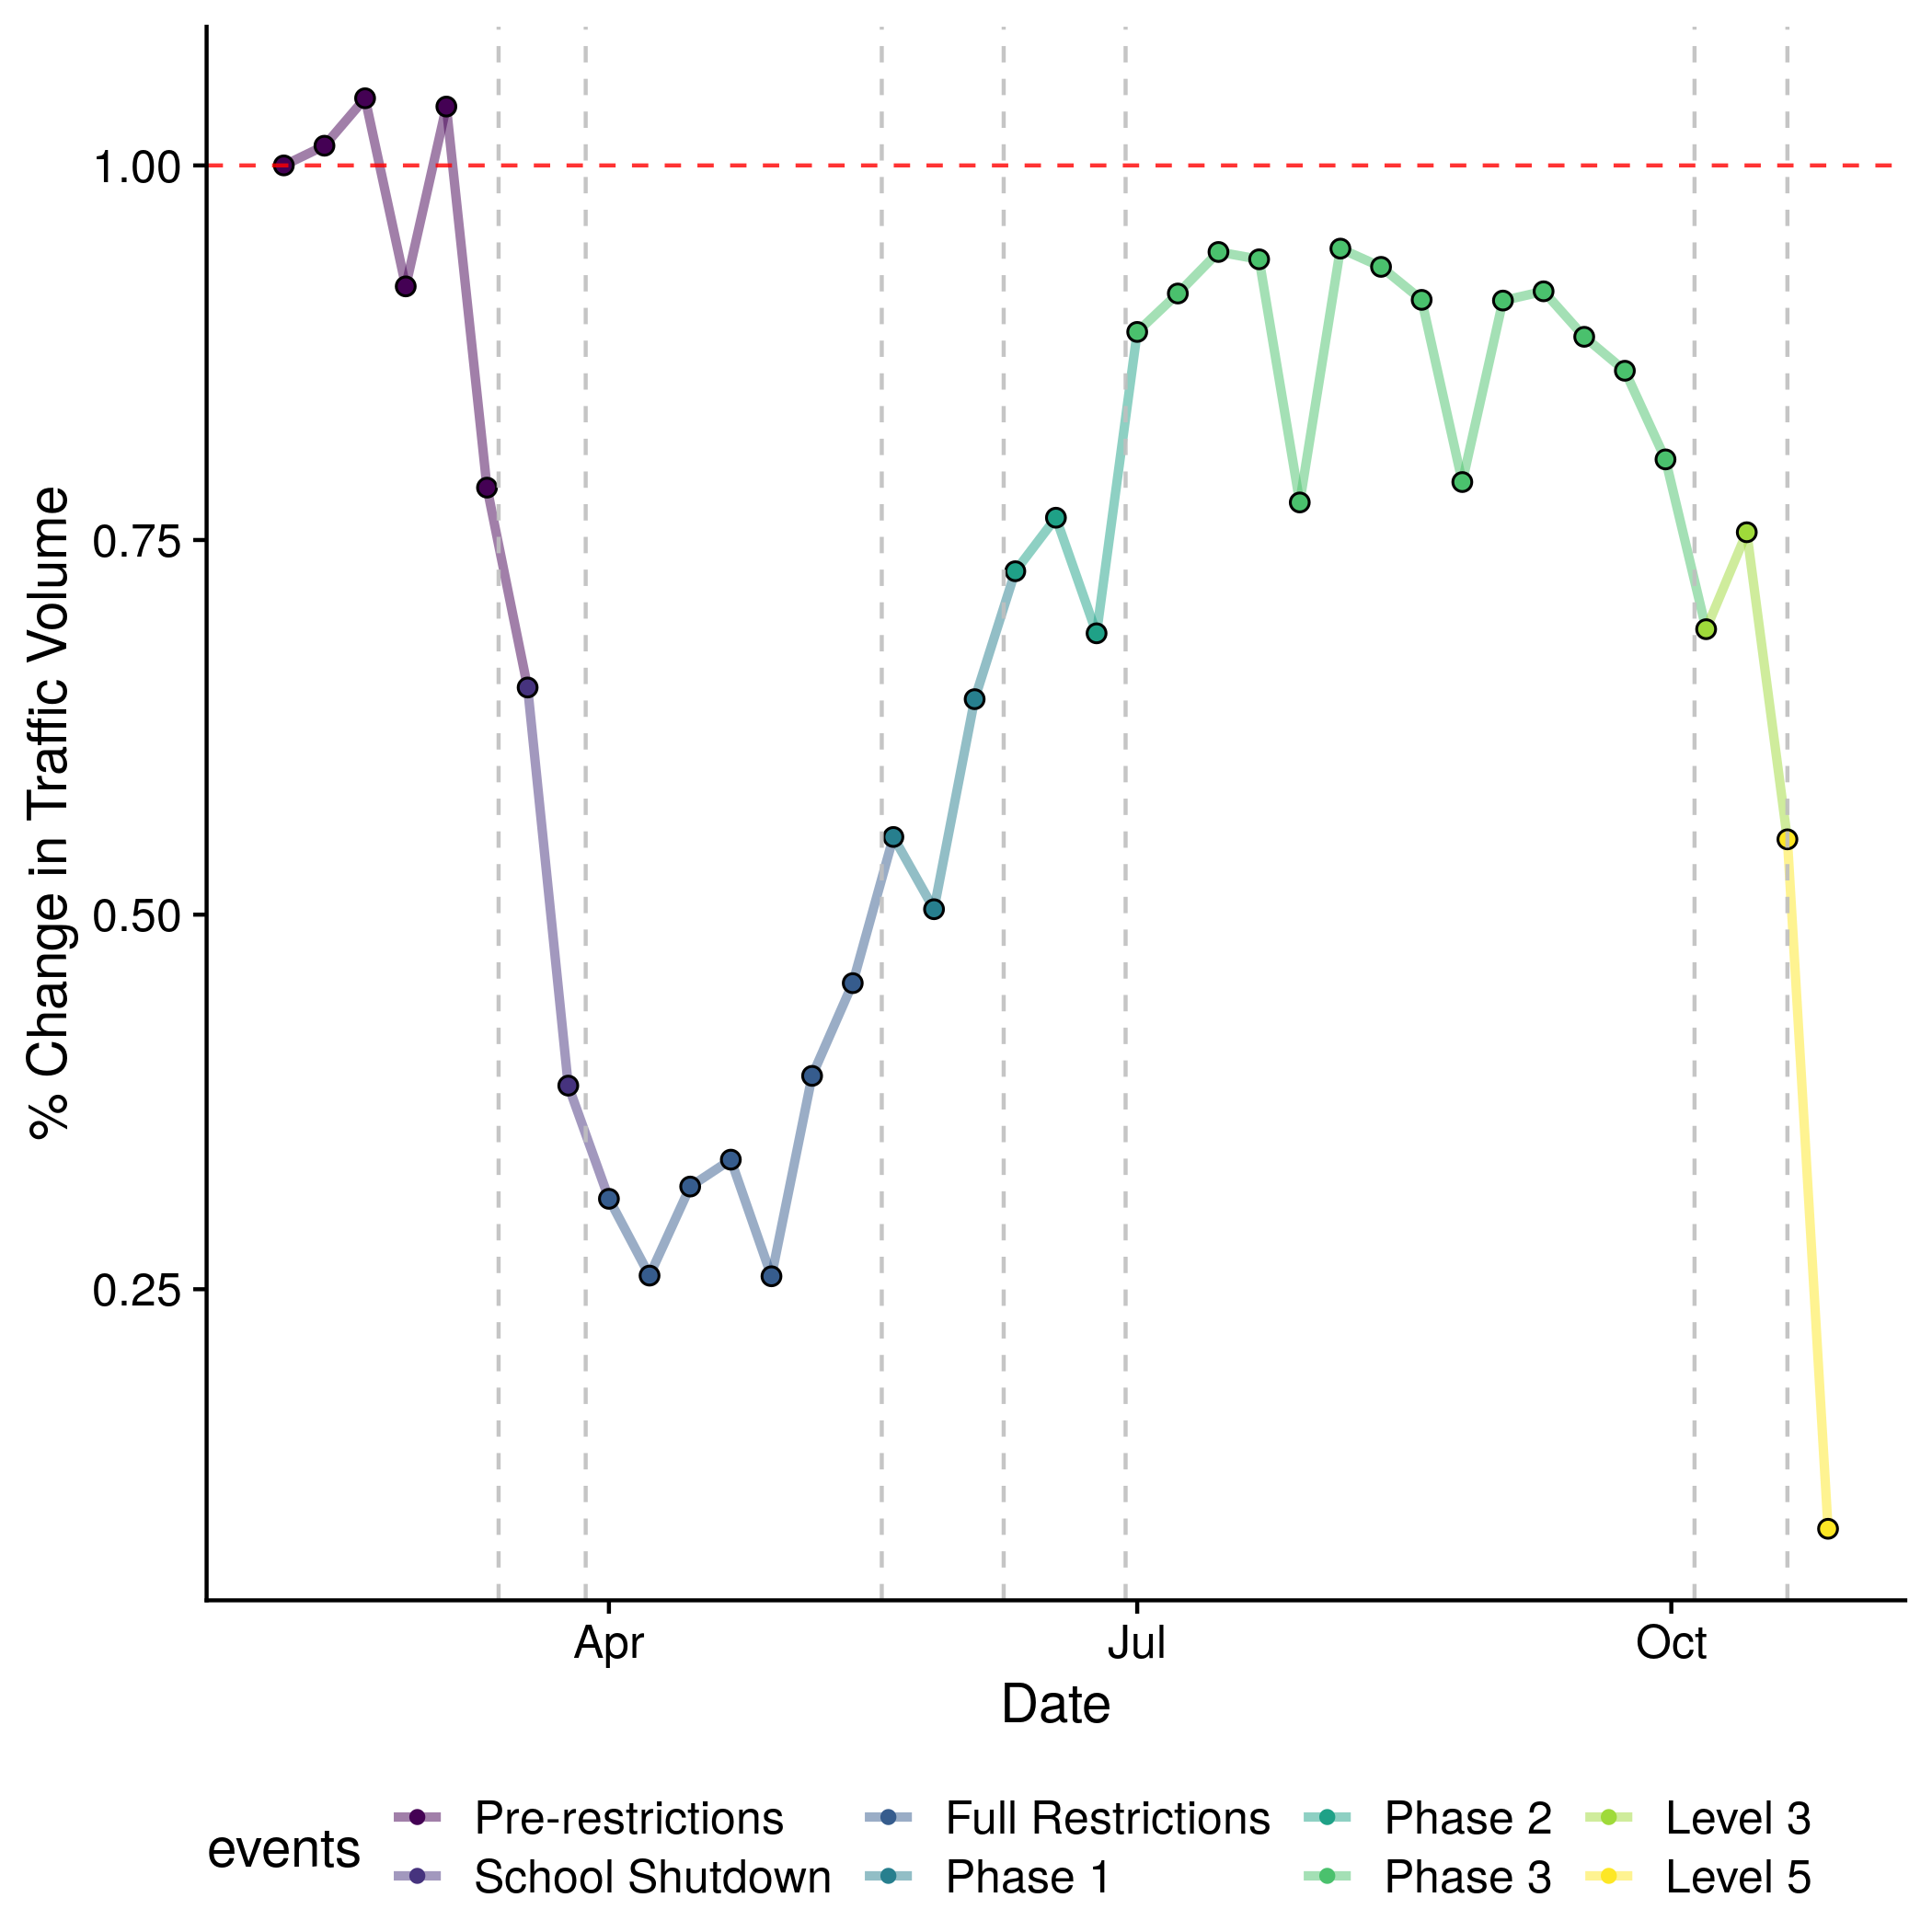 % Change in Traffic Volume
1.00
0.75
0.50
0.25
Apr Jul Oct
Date
events
Pre-restrictions Full Restrictions Phase 2 Level 3
School Shutdown Phase 1 Phase 3 Level 5